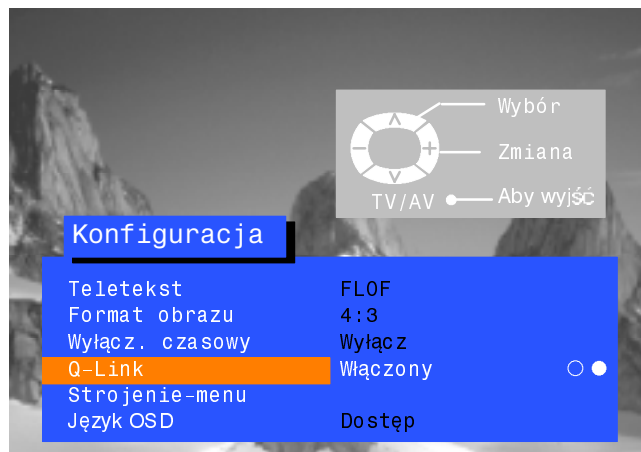 Wybór
Zmiana
TV/AV Aby wyjść
Konfiguracja
Teletekst FLOF
Format obrazu 4:3
Wyłącz. czasowy Wyłącz
Q-Link Włączony
Strojenie-menu
Język OSD Dostęp